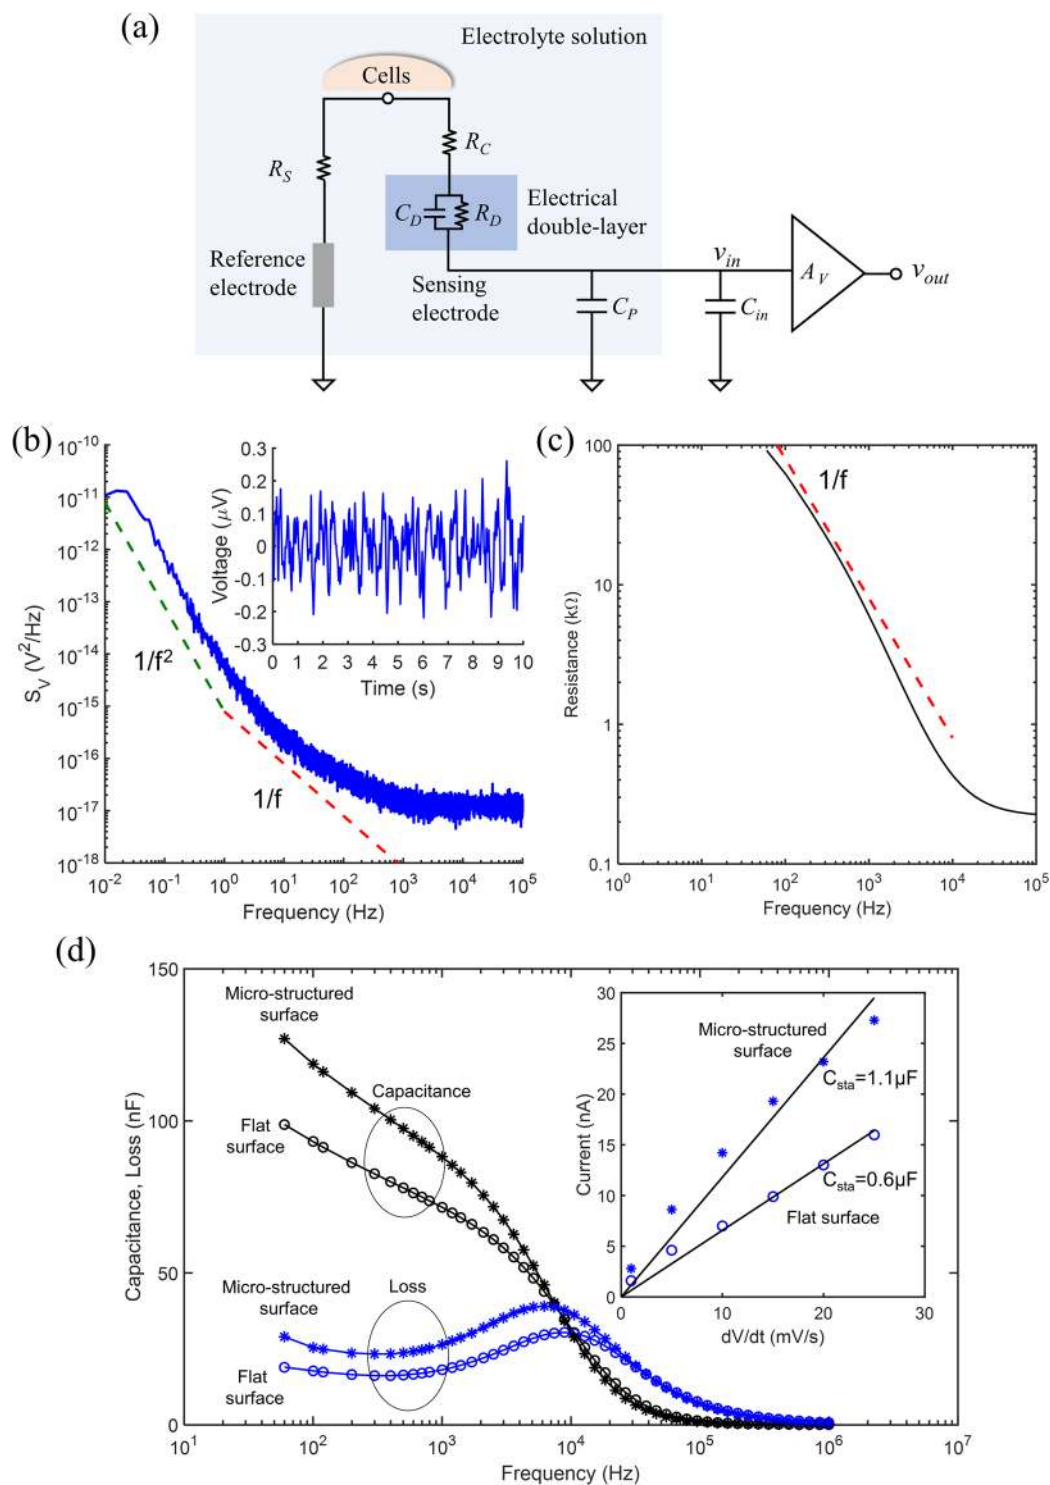 (a)
Electrolyte solution
Cells
R_S
R_C
C_D
R_D
Electrical
double-layer
Reference
electrode
Sensing
electrode
v_in
A_V
v_out
C_P
C_in
(b)
10^-10
10^-11
10^-12
10^-13
10^-14
10^-15
10^-16
10^-17
10^-18
S_V (V^2/Hz)
1/f^2
1/f
10^-2
10^0
10^1
10^2
10^3
10^4
10^5
Frequency (Hz)
0.3
0.2
0.1
0
-0.1
-0.2
-0.3
Voltage (µV)
0 1 2 3 4 5 6 7 8 9 10
Time (s)
(c)
100
10
1
0.1
Resistance (kΩ)
1/f
10^0
10^1
10^2
10^3
10^4
10^5
Frequency (Hz)
(d)
150
100
50
0
Capacitance, Loss (nF)
Micro-structured
surface
Capacitance
Flat
surface
Micro-structured
surface
Loss
Flat
surface
10^1
10^2
10^3
10^4
10^5
10^6
10^7
Frequency (Hz)
30
25
20
15
10
5
0
Current (nA)
Micro-structured
surface
C_sta=1.1µF
C_sta=0.6µF
Flat surface
0 10 20 30
dV/dt (mV/s)